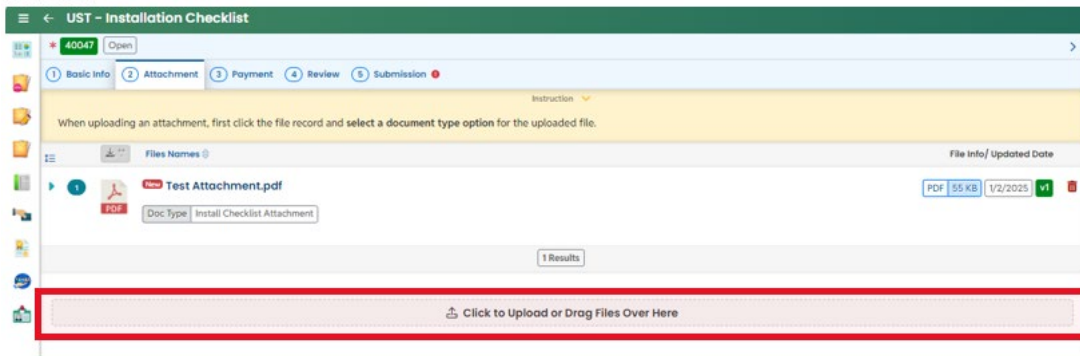 UST - Installation Checklist
* 40047 Open
1 Basic Info 2 Attachment 3 Payment 4 Review 5 Submission
Instruction
When uploading an attachment, first click the file record and select a document type option for the uploaded file.
Files Names File Info/ Updated Date
1 PDF New Test Attachment.pdf PDF 55 KB 1/2/2025 v1
Doc Type Install Checklist Attachment
1 Results
Click to Upload or Drag Files Over Here